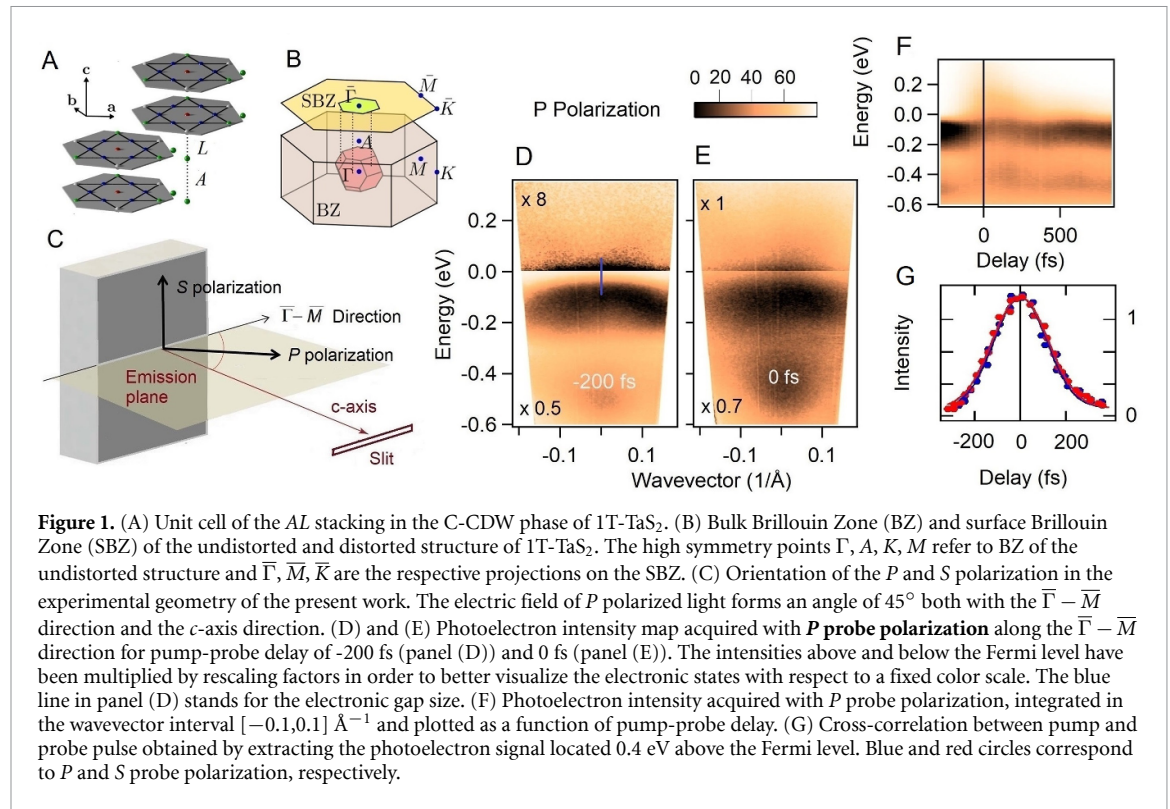 A
c
b
a
L
A
B
SBZ
Γ̄
M̄
K̄
A
Γ
M
K
BZ
C
S polarization
Γ̄ – M̄ Direction
P polarization
Emission
plane
c-axis
Slit
P Polarization
0 20 40 60
D
x 8
-200 fs
x 0.5
E
x 1
0 fs
x 0.7
Energy (eV)
0.2
0.0
-0.2
-0.4
-0.6
-0.1 0.1 -0.1 0.1
Wavevector (1/Å)
F
Energy (eV)
0.2
0.0
-0.2
-0.4
-0.6
0 500
Delay (fs)
G
Intensity
1
0
-200 0 200
Delay (fs)
Figure 1. (A) Unit cell of the AL stacking in the C-CDW phase of 1T-TaS₂. (B) Bulk Brillouin Zone (BZ) and surface Brillouin
Zone (SBZ) of the undistorted and distorted structure of 1T-TaS₂. The high symmetry points Γ, A, K, M refer to BZ of the
undistorted structure and Γ̄, M̄, K̄ are the respective projections on the SBZ. (C) Orientation of the P and S polarization in the
experimental geometry of the present work. The electric field of P polarized light forms an angle of 45° both with the Γ̄ − M̄
direction and the c-axis direction. (D) and (E) Photoelectron intensity map acquired with P probe polarization along the Γ̄ − M̄
direction for pump-probe delay of -200 fs (panel (D)) and 0 fs (panel (E)). The intensities above and below the Fermi level have
been multiplied by rescaling factors in order to better visualize the electronic states with respect to a fixed color scale. The blue
line in panel (D) stands for the electronic gap size. (F) Photoelectron intensity acquired with P probe polarization, integrated in
the wavevector interval [−0.1,0.1] Å⁻¹ and plotted as a function of pump-probe delay. (G) Cross-correlation between pump and
probe pulse obtained by extracting the photoelectron signal located 0.4 eV above the Fermi level. Blue and red circles correspond
to P and S probe polarization, respectively.